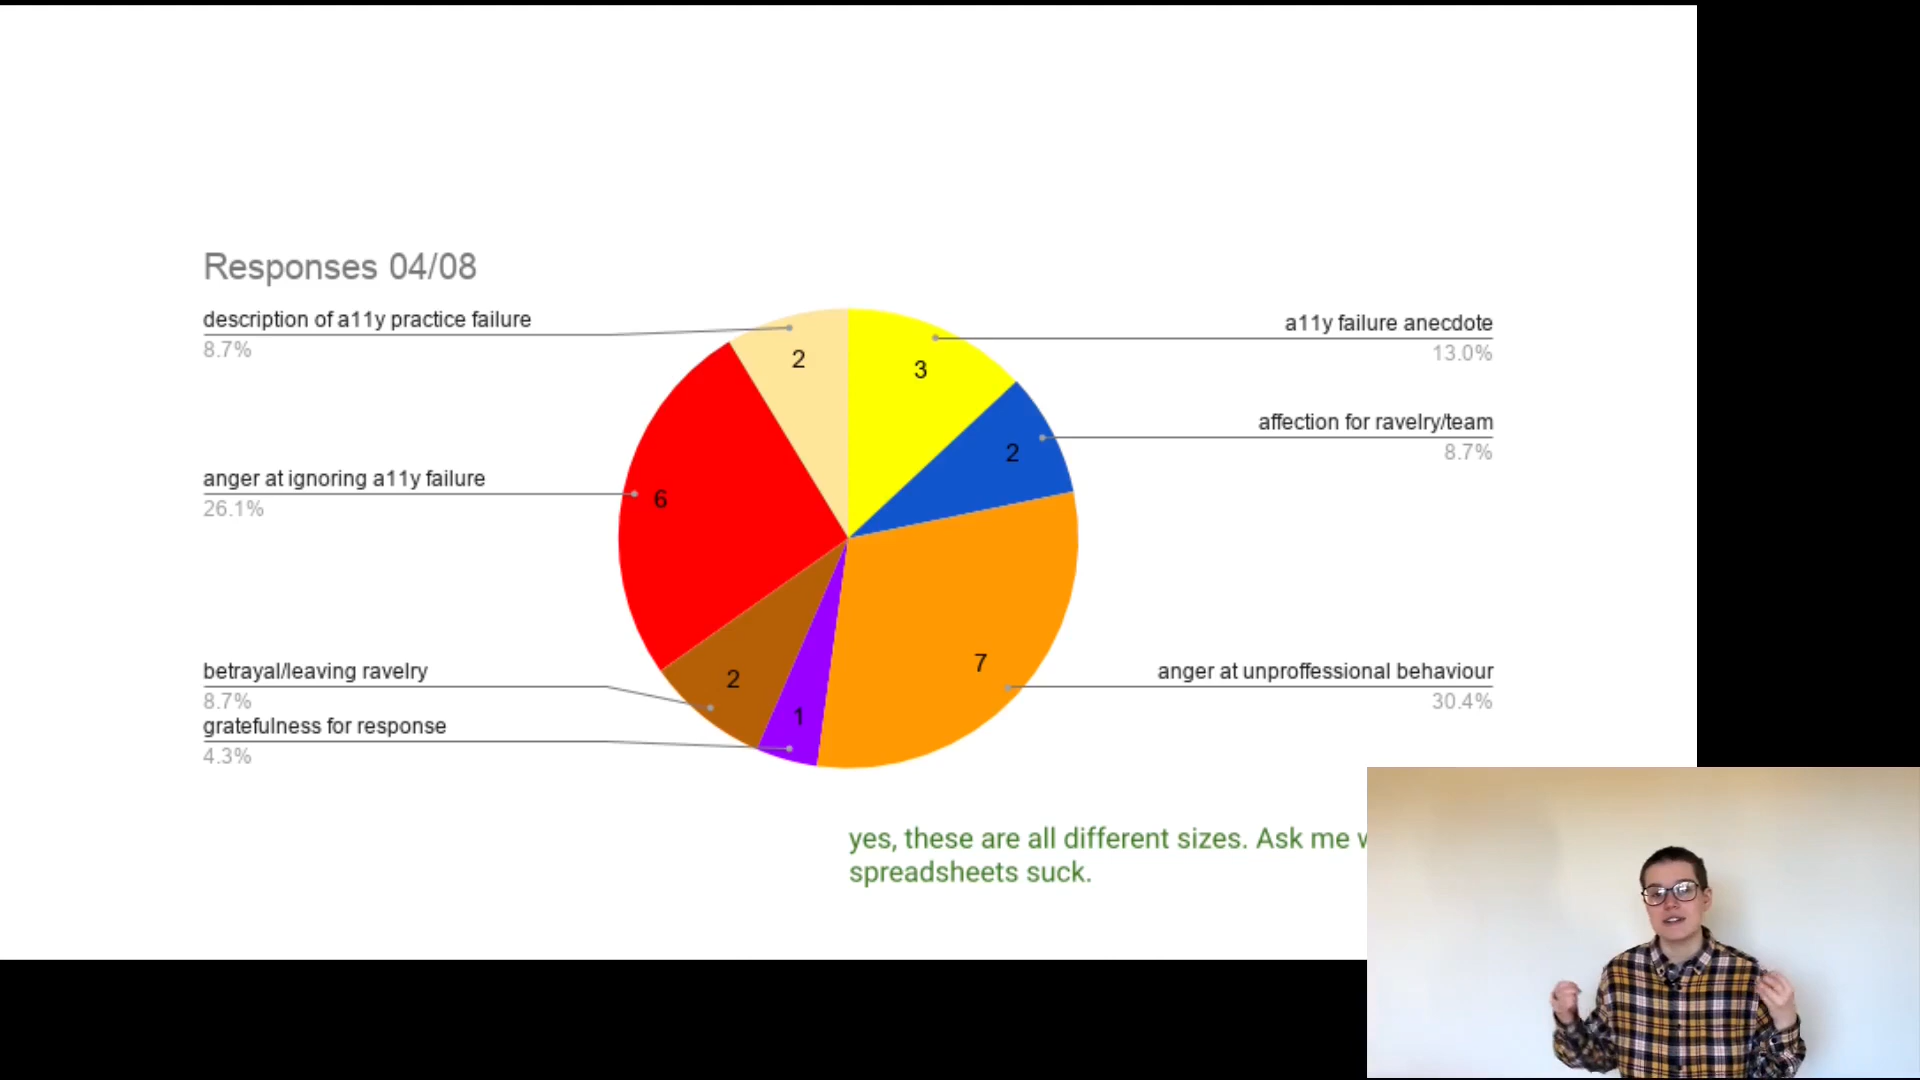 Responses 04/08
description of a11y practice failure
8.7%
anger at ignoring a11y failure
26.1%
betrayal/leaving ravelry
8.7%
gratefulness for response
4.3%
2
3
2
6
7
2
1
a11y failure anecdote
13.0%
affection for ravelry/team
8.7%
anger at unproffessional behaviour
30.4%
yes, these are all different sizes. Ask me
spreadsheets suck.